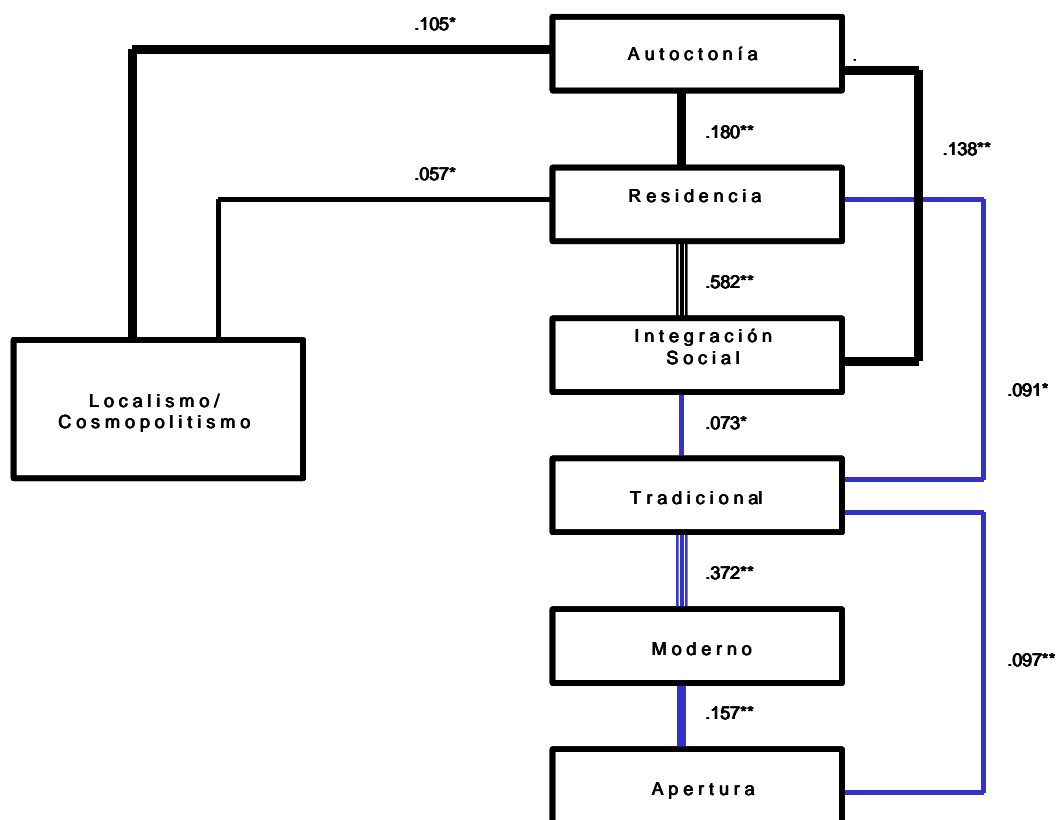 .105*
Autoctonía
.
.180**
.138**
.057*
Residencia
.582**
Integración
Social
Localismo/
Cosmopolitismo
.091*
.073*
Tradicional
.372**
Moderno
.097**
.157**
Apertura